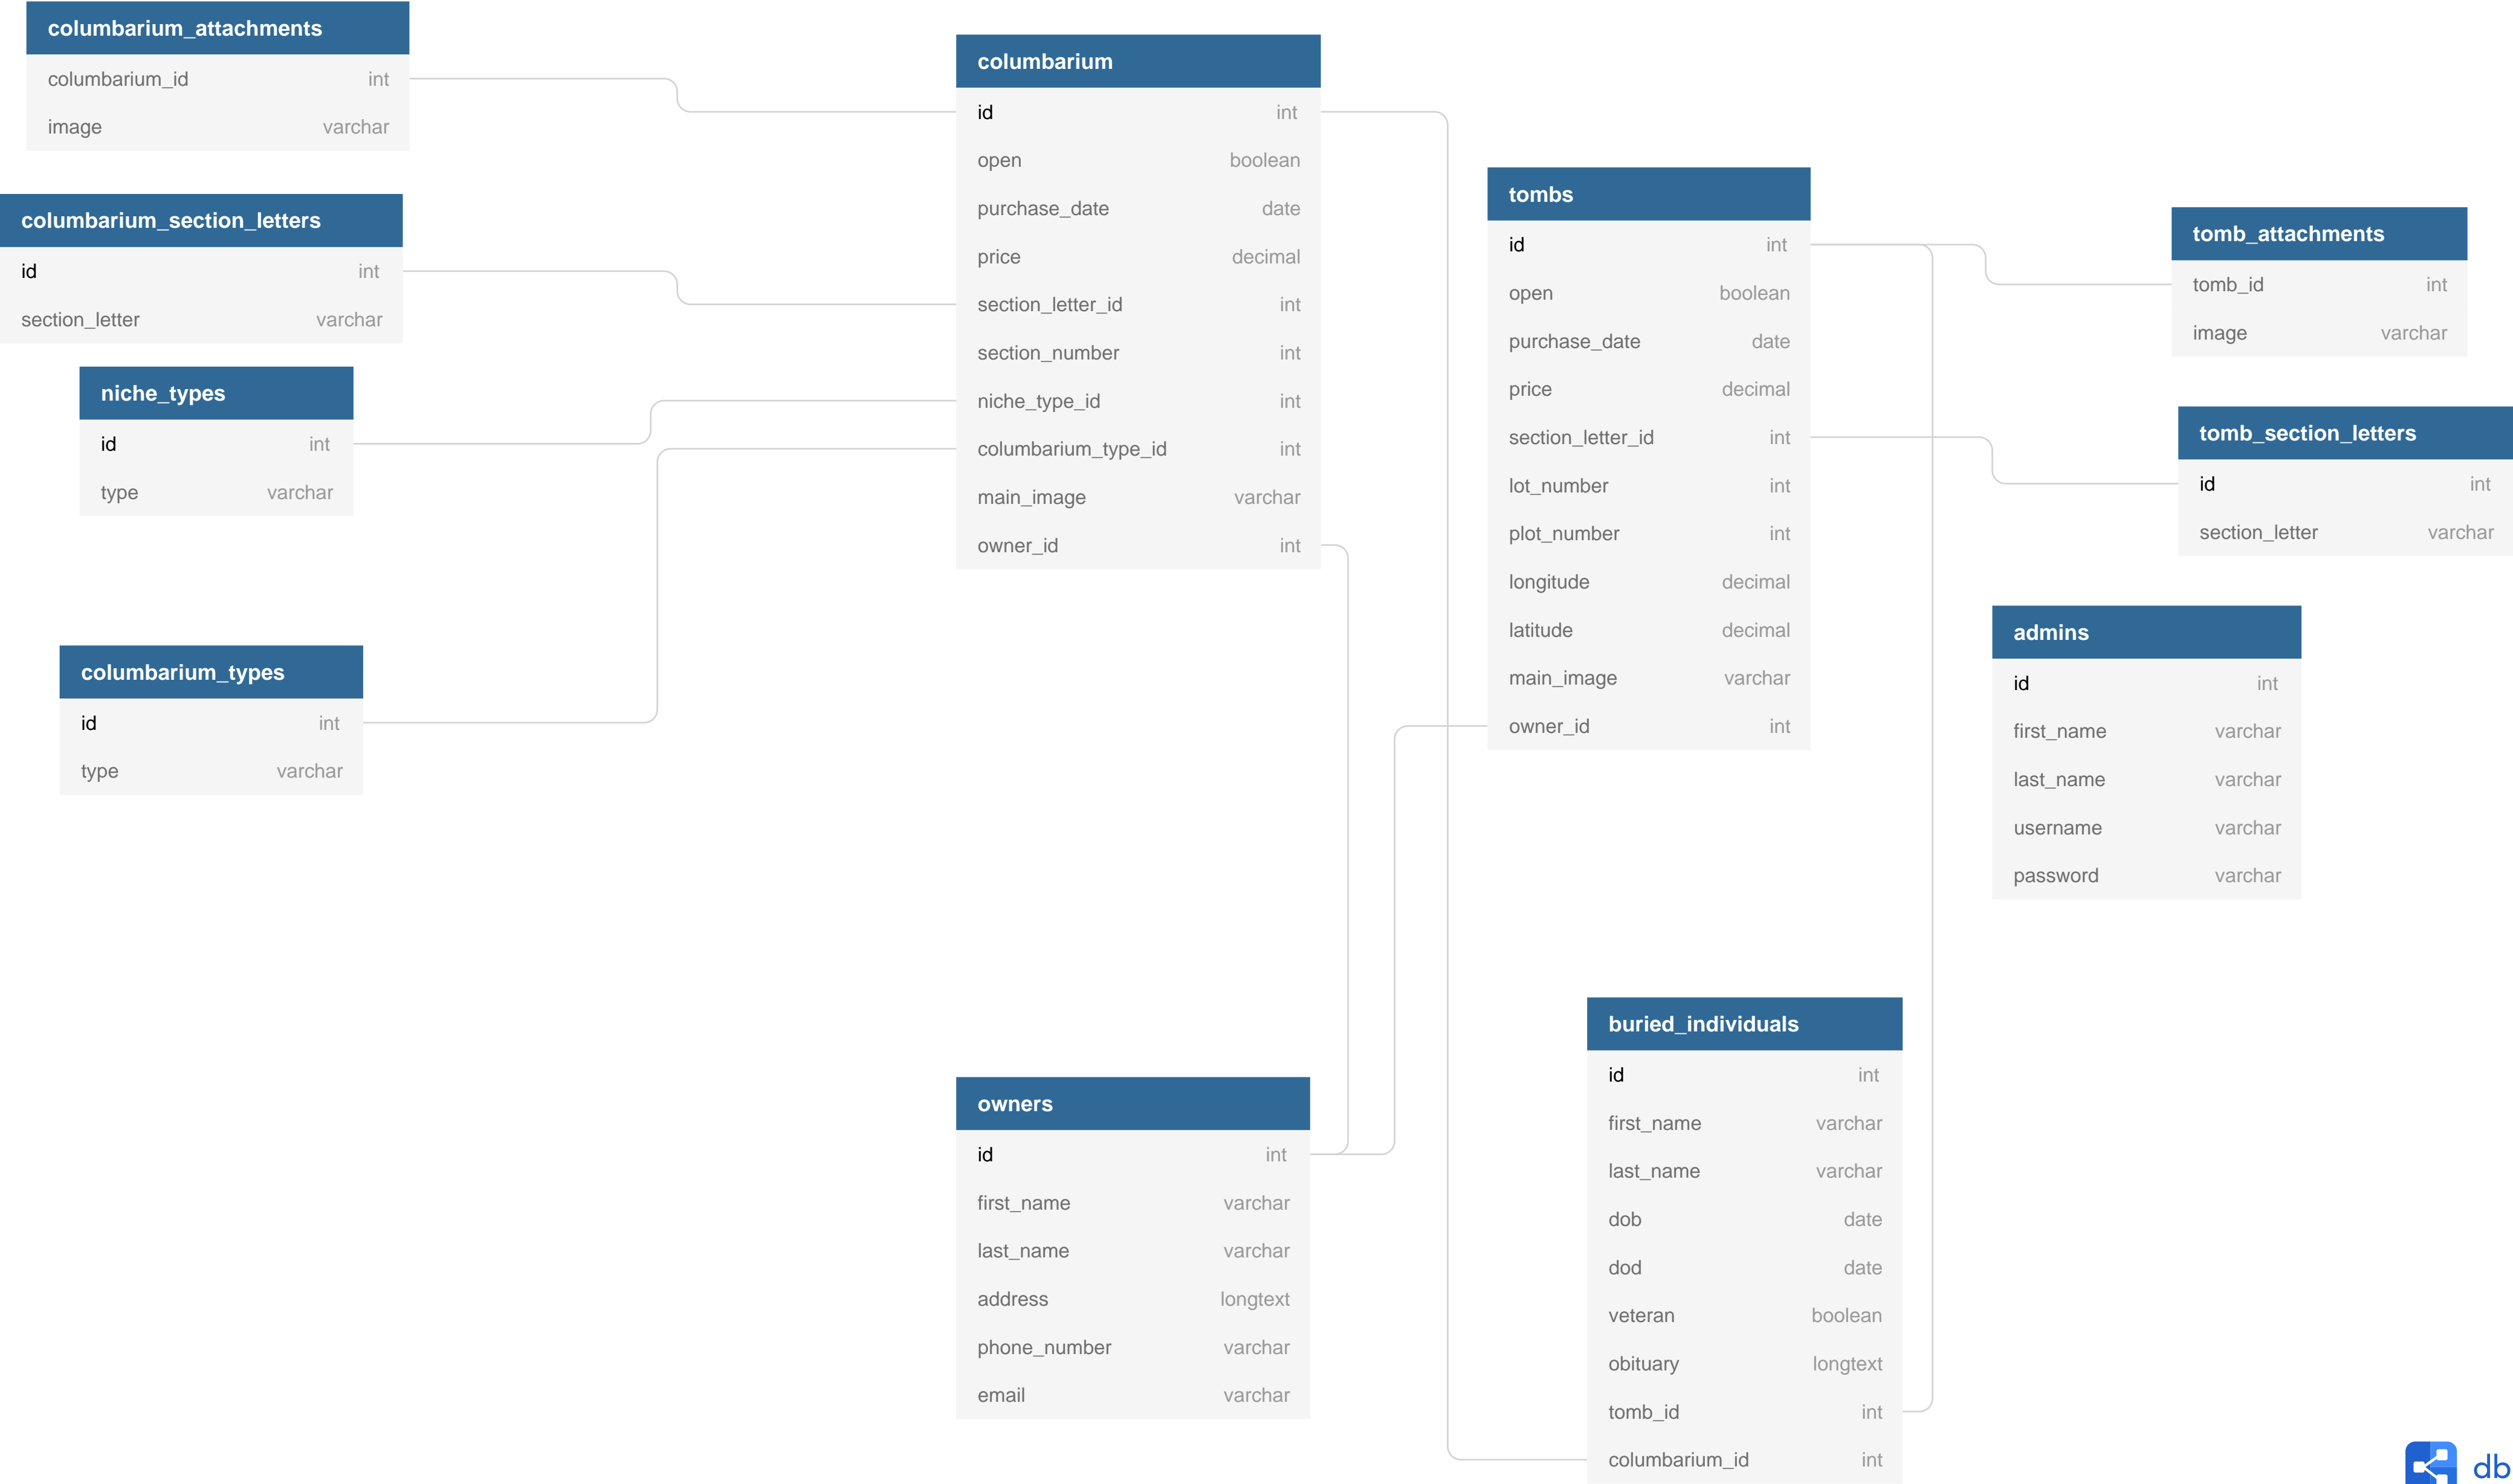 columbarium_attachments
columbarium_id int
image varchar
columbarium_section_letters
id int
section_letter varchar
niche_types
id int
type varchar
columbarium_types
id int
type varchar
columbarium
id int
open boolean
purchase_date date
price decimal
section_letter_id int
section_number int
niche_type_id int
columbarium_type_id int
main_image varchar
owner_id int
owners
id int
first_name varchar
last_name varchar
address longtext
phone_number varchar
email varchar
tombs
id int
open boolean
purchase_date date
price decimal
section_letter_id int
lot_number int
plot_number int
longitude decimal
latitude decimal
main_image varchar
owner_id int
buried_individuals
id int
first_name varchar
last_name varchar
dob date
dod date
veteran boolean
obituary longtext
tomb_id int
columbarium_id int
tomb_attachments
tomb_id int
image varchar
tomb_section_letters
id int
section_letter varchar
admins
id int
first_name varchar
last_name varchar
username varchar
password varchar
db